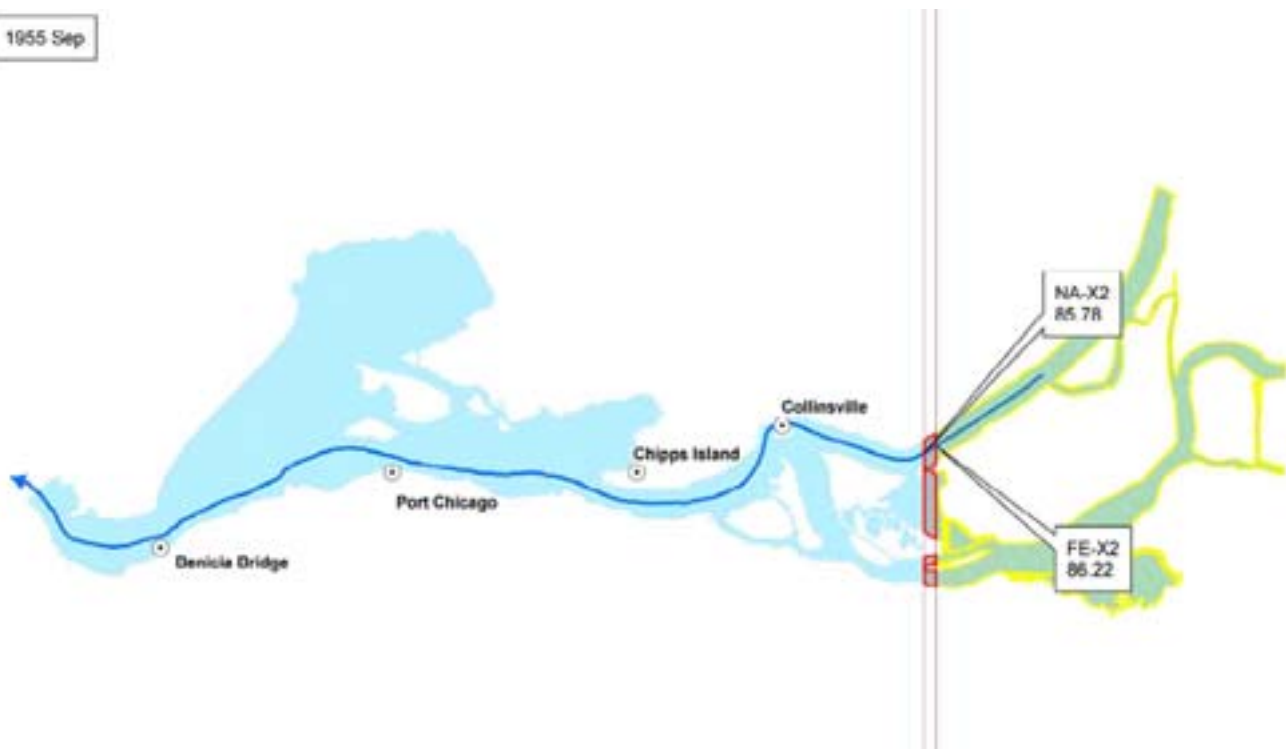 1955 Sep
NA-X2
85.78
Collinsville
Chipps Island
Port Chicago
Benicia Bridge
FE-X2
86.22